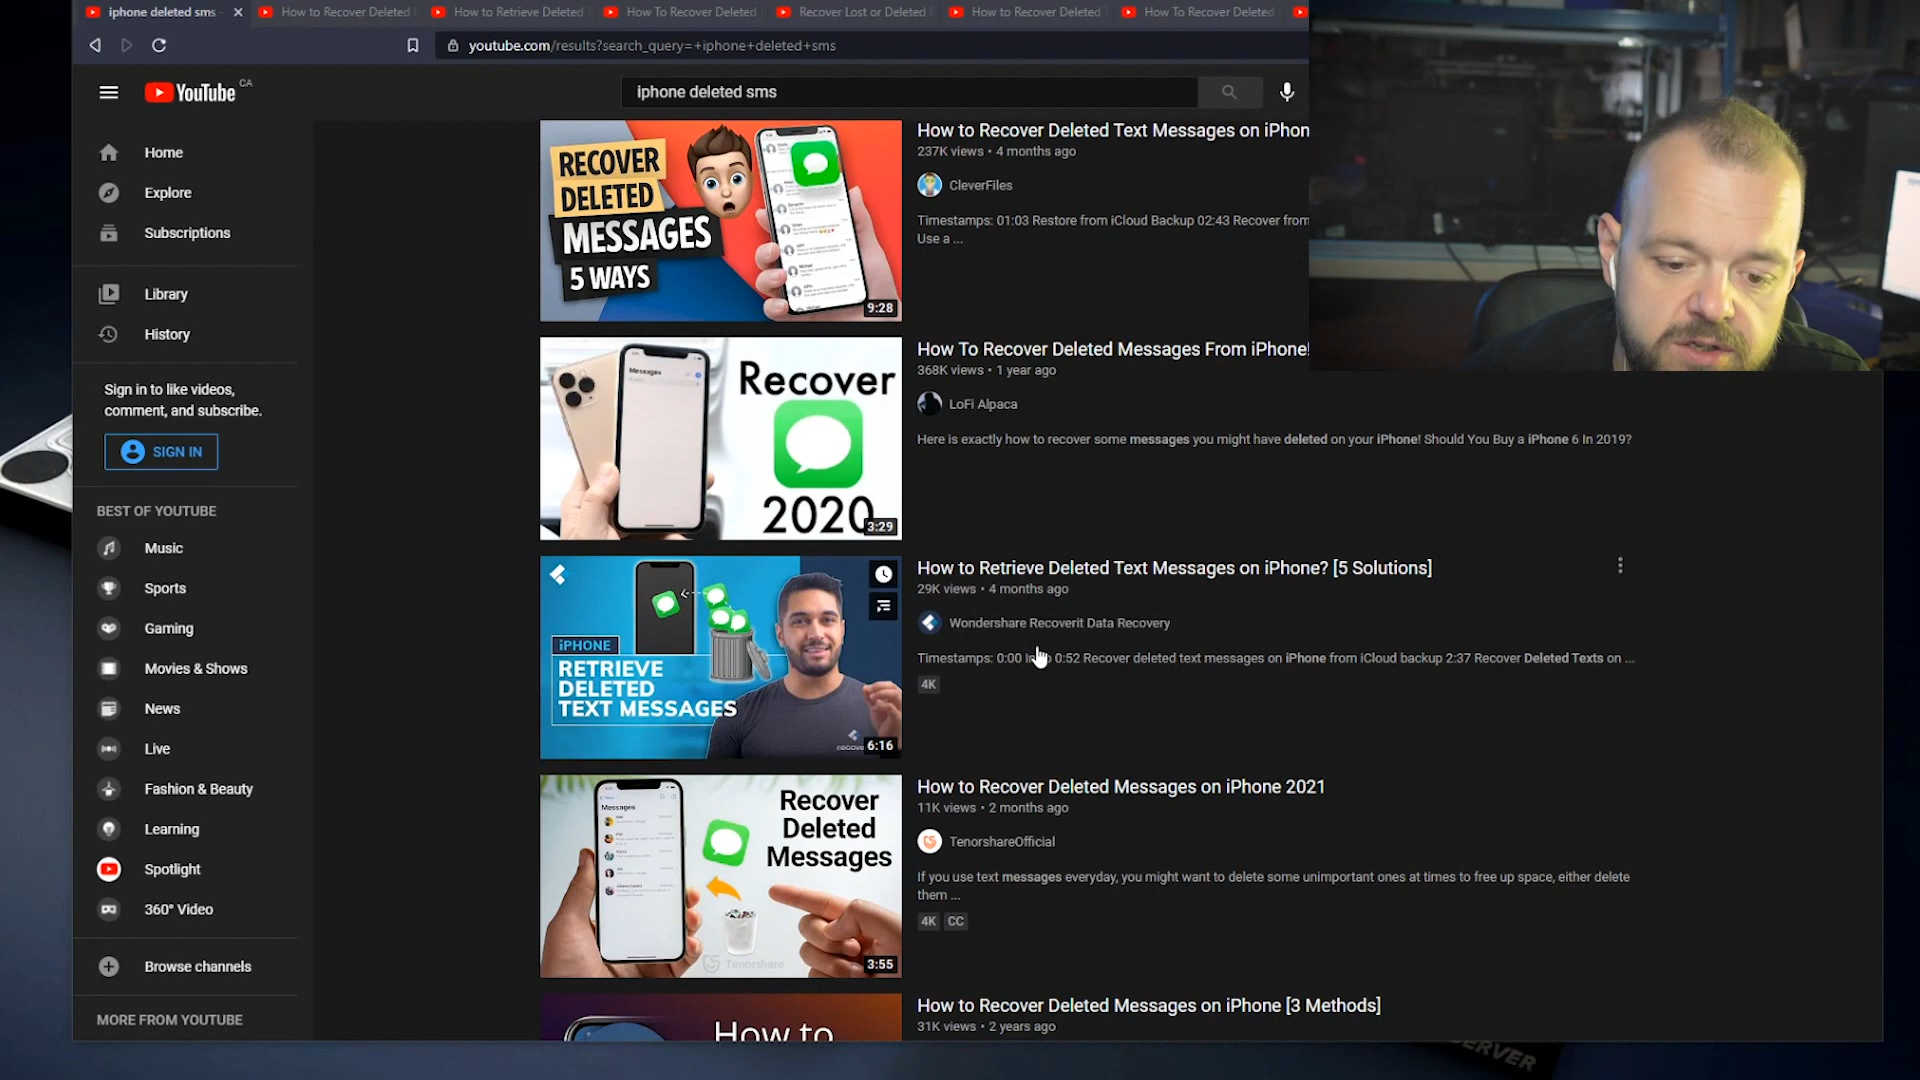 iphone deleted sms
How to Recover Deleted
How to Retrieve Deleted
How To Recover Deleted
Recover Lost or Deleted
How to Recover Deleted
How To Recover Deleted
youtube.com/results?search_query=+iphone+deleted+sms
YouTube CA
iphone deleted sms
Home
Explore
Subscriptions
Library
History
Sign in to like videos,
comment, and subscribe.
SIGN IN
BEST OF YOUTUBE
Music
Sports
Gaming
Movies & Shows
News
Live
Fashion & Beauty
Learning
Spotlight
360° Video
Browse channels
MORE FROM YOUTUBE
RECOVER
DELETED
MESSAGES
5 WAYS
9:28
How to Recover Deleted Text Messages on iPhon
237K views • 4 months ago
CleverFiles
Timestamps: 01:03 Restore from iCloud Backup 02:43 Recover from
Use a ...
Messages
Recover
2020
3:29
How To Recover Deleted Messages From iPhone!
368K views • 1 year ago
LoFi Alpaca
Here is exactly how to recover some messages you might have deleted on your iPhone! Should You Buy a iPhone 6 In 2019?
iPHONE
RETRIEVE
DELETED
TEXT MESSAGES
6:16
How to Retrieve Deleted Text Messages on iPhone? [5 Solutions]
29K views • 4 months ago
Wondershare Recoverit Data Recovery
Timestamps: 0:00 0:52 Recover deleted text messages on iPhone from iCloud backup 2:37 Recover Deleted Texts on ...
4K
Messages
Recover
Deleted
Messages
Tenorshare
3:55
How to Recover Deleted Messages on iPhone 2021
11K views • 2 months ago
TenorshareOfficial
If you use text messages everyday, you might want to delete some unimportant ones at times to free up space, either delete
them ...
4K CC
How to
How to Recover Deleted Messages on iPhone [3 Methods]
31K views • 2 years ago
SERVER